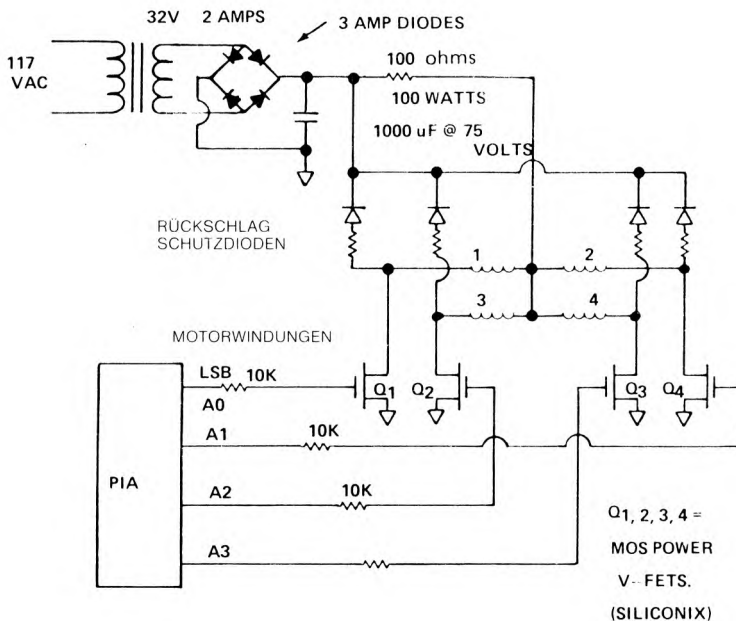 32V 2 AMPS
3 AMP DIODES
117
VAC
100 ohms
100 WATTS
1000 uF @ 75
VOLTS
RÜCKSCHLAG
SCHUTZDIODEN
1
2
3
4
MOTORWINDUNGEN
LSB 10K
A0
Q1
Q2
Q3
Q4
A1
10K
PIA
A2
10K
A3
Q1, 2, 3, 4 =
MOS POWER
V-FETS.
(SILICONIX)